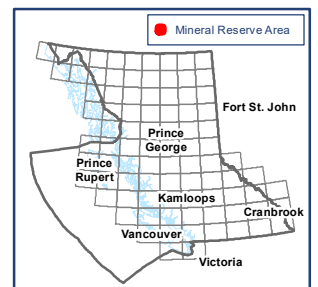 Mineral Reserve Area
Fort St. John
Prince
George
Prince
Rupert
Kamloops
Cranbrook
Vancouver
Victoria